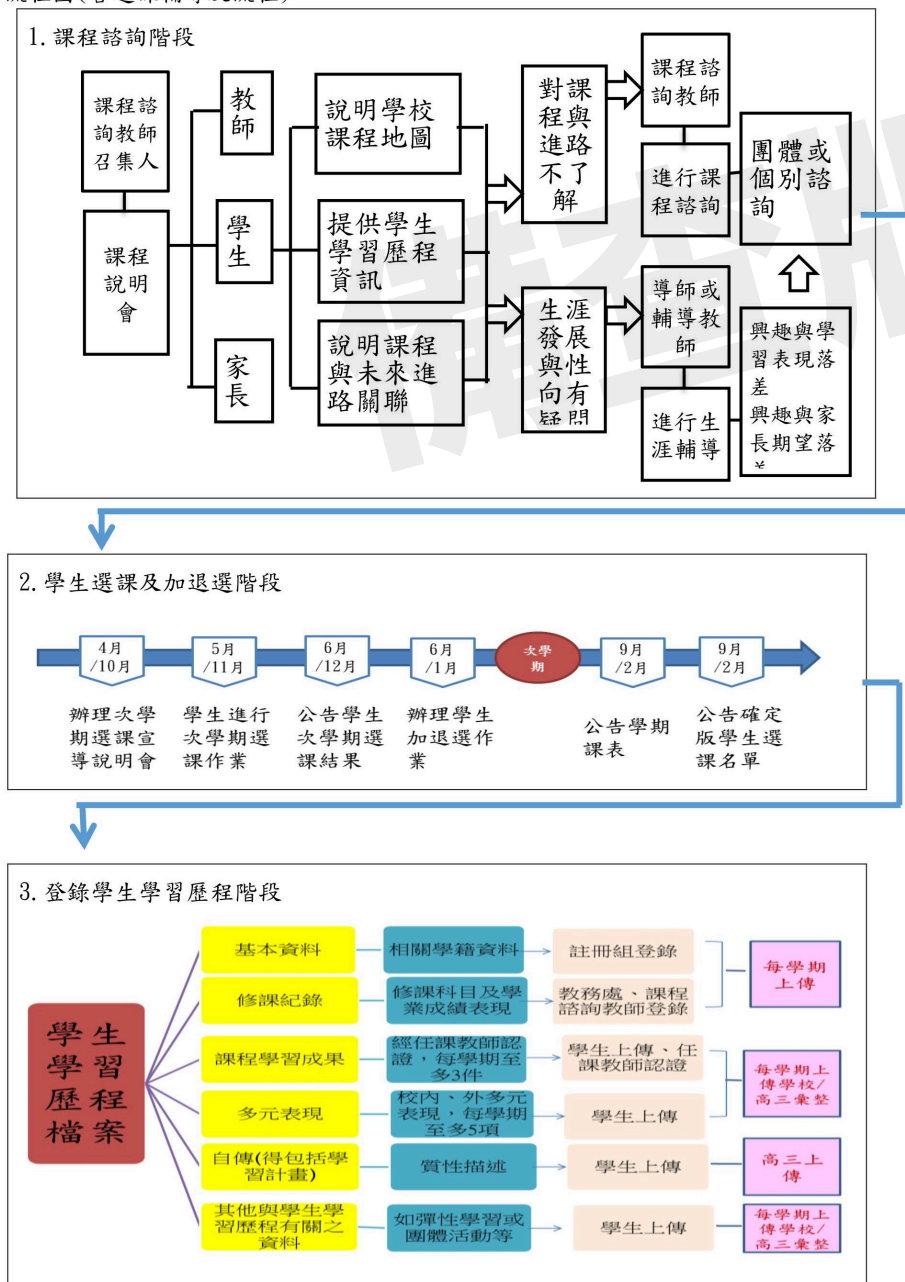 1.課程諮詢階段
課程諮
詢教師
召集人
課程
說明
會
教
師
學
生
家
長
說明學校
課程地圖
提供學生
學習歷程
資訊
說明課程
與未來進
路關聯
對課
程與
進路
不了
解
生涯
發展
與性
向有
疑問
課程諮
詢教師
進行課
程諮詢
團體或
個別諮
詢
導師或
輔導教
師
進行生
涯輔導
興趣與學
習表現落
差
興趣與家
長期望落
備查版
2.學生選課及加退選階段
4月
/10月
5月
/11月
6月
/12月
6月
/1月
次學
期
9月
/2月
9月
/2月
辦理次學
期選課宣
導說明會
學生進行
次學期選
課作業
公告學生
次學期選
課結果
辦理學生
加退選作
業
公告學期
課表
公告確定
版學生選
課名單
3.登錄學生學習歷程階段
學生
學習
歷程
檔案
基本資料
相關學籍資料
註冊組登錄
每學期
上傳
修課紀錄
修課科目及學
業成績表現
教務處、課程
諮詢教師登錄
課程學習成果
經任課教師認
證，每學期至
多3件
學生上傳、任
課教師認證
每學期上
傳學校/
高三彙整
多元表現
校內、外多元
表現，每學期
至多5項
學生上傳
自傳(得包括學
習計畫)
質性描述
學生上傳
高三上
傳
其他與學生學
習歷程有關之
資料
如彈性學習或
團體活動等
學生上傳
每學期上
傳學校/
高三彙整